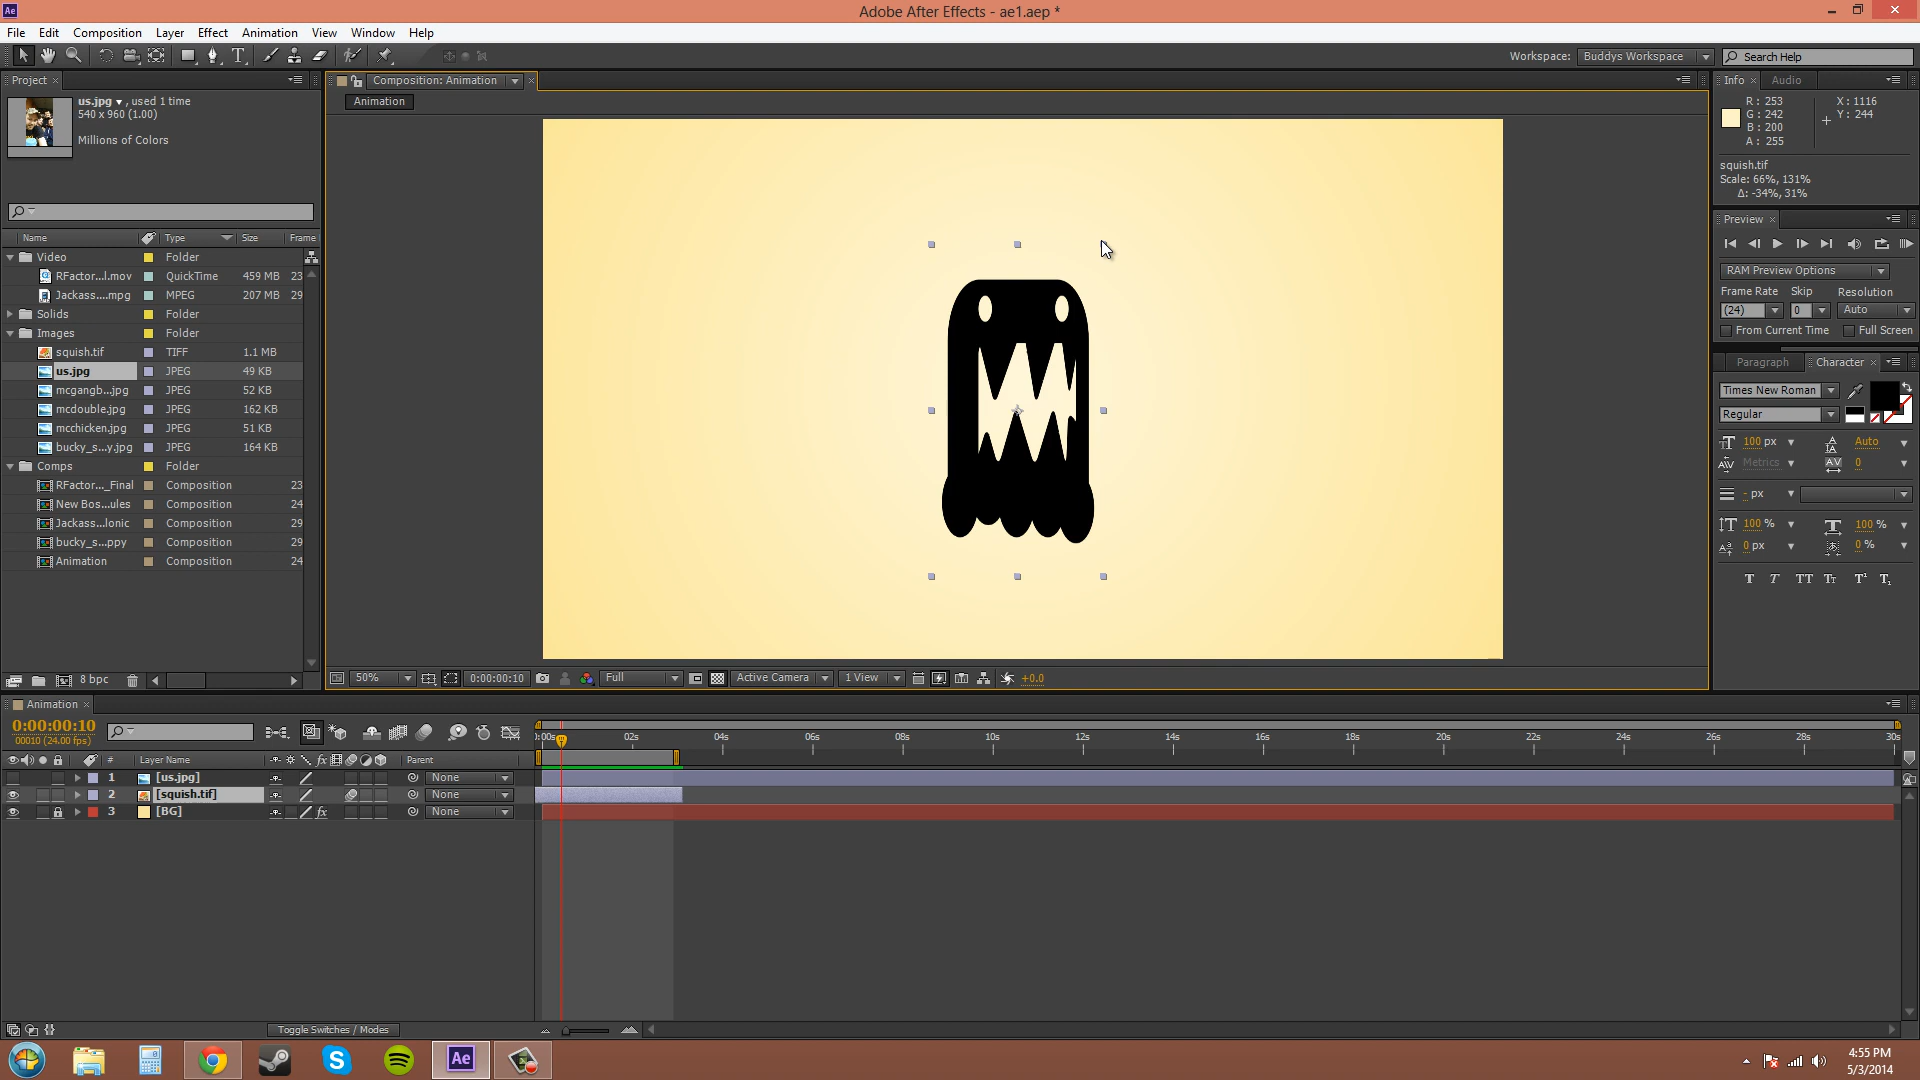 Ae
Adobe After Effects - ae1.aep *
File Edit Composition Layer Effect Animation View Window Help
Workspace: Buddys Workspace Search Help
Project
us.jpg , used 1 time
540 x 960 (1.00)
Millions of Colors
Name Type Size Frame
Video Folder
RFactor...l.mov QuickTime 459 MB 23
Jackass....mpg MPEG 207 MB 29
Solids Folder
Images Folder
squish.tif TIFF 1.1 MB
us.jpg JPEG 49 KB
mcgangb...jpg JPEG 52 KB
mcdouble.jpg JPEG 162 KB
mcchicken.jpg JPEG 51 KB
bucky_s...y.jpg JPEG 164 KB
Comps Folder
RFactor..._Final Composition 23
New Bos...ules Composition 24
Jackass...lonic Composition 29
bucky_s...ppy Composition 29
Animation Composition 24
8 bpc
Composition: Animation
Animation
50% 0:00:00:10 Full Active Camera 1 View +0.0
Info Audio
R: 253 X: 1116
G: 242 Y: 244
B: 200
A: 255
squish.tif
Scale: 66%, 131%
Δ: -34%, 31%
Preview
RAM Preview Options
Frame Rate Skip Resolution
(24) 0 Auto
From Current Time Full Screen
Paragraph Character
Times New Roman
Regular
100 px Auto
Metrics 0
- px
100 % 100 %
0 px 0 %
T T TT Tt T¹ T₁
Animation
0:00:00:10
00010 (24.00 fps)
# Layer Name fx Parent
1 [us.jpg] None
2 [squish.tif] None
3 [BG] fx None
):00s 02s 04s 06s 08s 10s 12s 14s 16s 18s 20s 22s 24s 26s 28s 30s
Toggle Switches / Modes
Ae
4:55 PM
5/3/2014